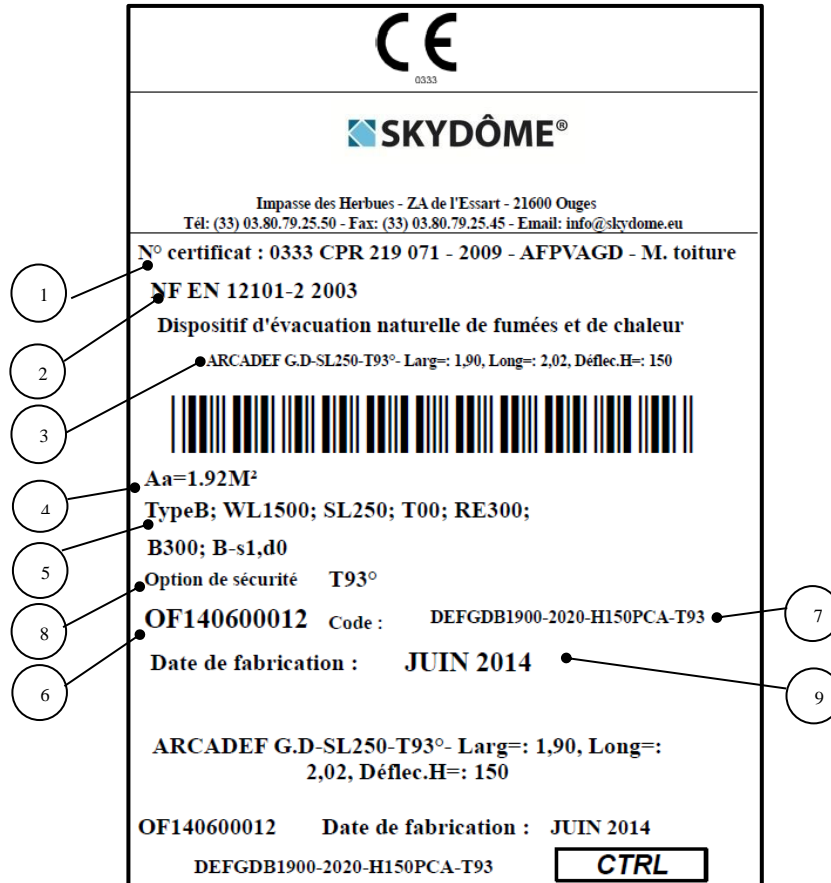 CE
0333
SKYDÔME®
Impasse des Herbues - ZA de l'Essart - 21600 Ouges
Tél: (33) 03.80.79.25.50 - Fax: (33) 03.80.79.25.45 - Email: info@skydome.eu
N° certificat : 0333 CPR 219 071 - 2009 - AFPVAGD - M. toiture
1
NF EN 12101-2 2003
Dispositif d'évacuation naturelle de fumées et de chaleur
2
ARCADEF G.D-SL250-T93°- Larg=: 1,90, Long=: 2,02, Déflec.H=: 150
3
Aa=1.92M²
4
TypeB; WL1500; SL250; T00; RE300;
B300; B-s1,d0
5
Option de sécurité T93°
8
OF140600012 Code : DEFGDB1900-2020-H150PCA-T93
7
6
Date de fabrication : JUIN 2014
9
ARCADEF G.D-SL250-T93°- Larg=: 1,90, Long=:
2,02, Déflec.H=: 150
OF140600012 Date de fabrication : JUIN 2014
DEFGDB1900-2020-H150PCA-T93 CTRL